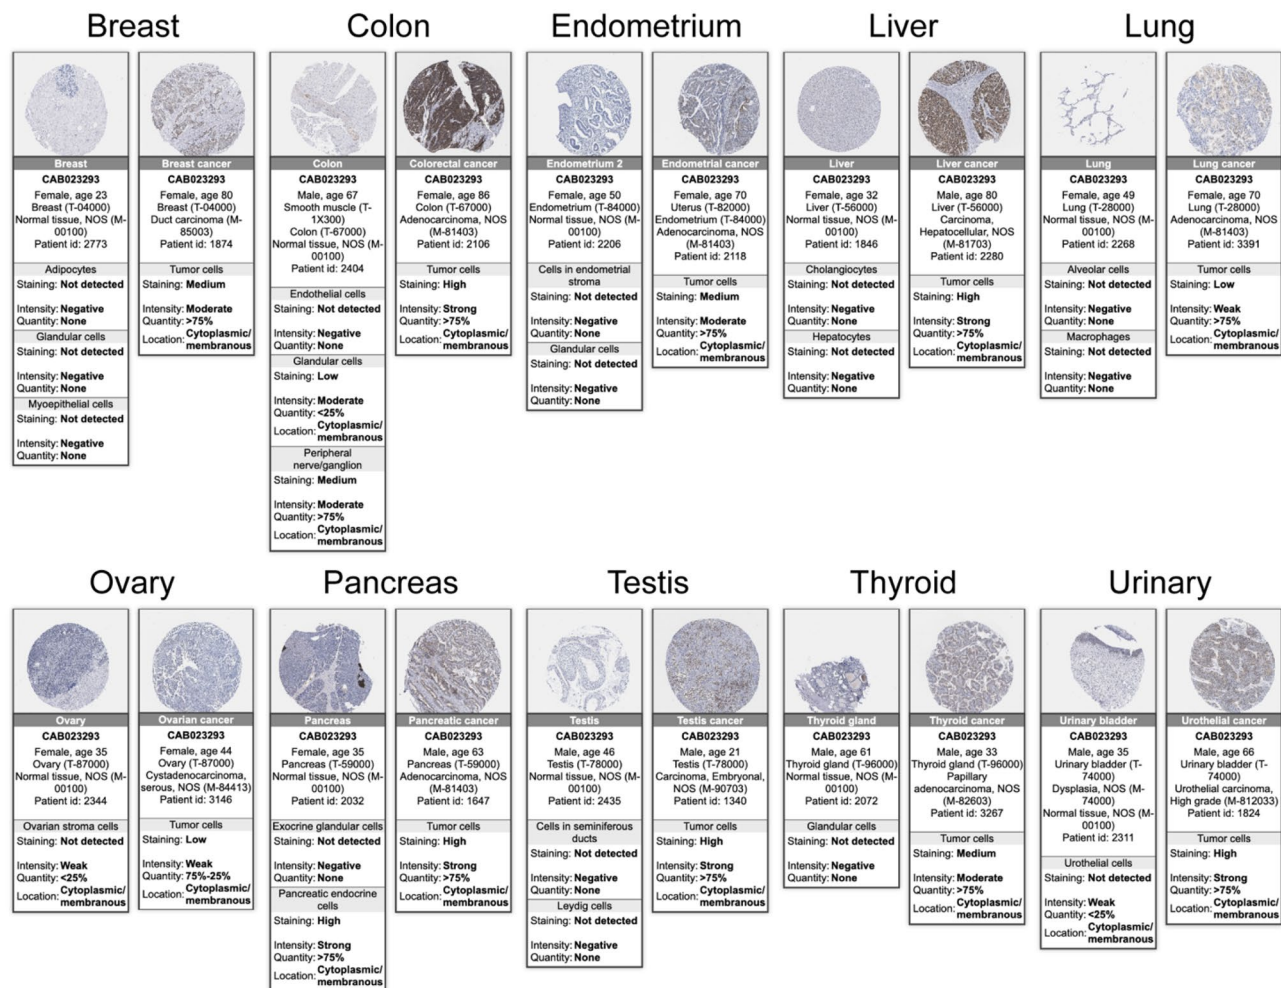 Breast
Colon
Endometrium
Liver
Lung
Breast
CAB023293
Female, age 23
Breast (T-04000)
Normal tissue, NOS (M-
00100)
Patient id: 2773
Adipocytes
Staining: Not detected
Intensity: Negative
Quantity: None
Glandular cells
Staining: Not detected
Intensity: Negative
Quantity: None
Myoepithelial cells
Staining: Not detected
Intensity: Negative
Quantity: None
Breast cancer
CAB023293
Female, age 80
Breast (T-04000)
Duct carcinoma (M-
85003)
Patient id: 1874
Tumor cells
Staining: Medium
Intensity: Moderate
Quantity: >75%
Location: Cytoplasmic/
membranous
Colon
CAB023293
Male, age 67
Smooth muscle (T-
1X300)
Colon (T-67000)
Normal tissue, NOS (M-
00100)
Patient id: 2404
Endothelial cells
Staining: Not detected
Intensity: Negative
Quantity: None
Glandular cells
Staining: Low
Intensity: Moderate
Quantity: <25%
Location: Cytoplasmic/
membranous
Peripheral
nerve/ganglion
Staining: Medium
Intensity: Moderate
Quantity: >75%
Location: Cytoplasmic/
membranous
Colorectal cancer
CAB023293
Female, age 86
Colon (T-67000)
Adenocarcinoma, NOS
(M-81403)
Patient id: 2106
Tumor cells
Staining: High
Intensity: Strong
Quantity: >75%
Location: Cytoplasmic/
membranous
Endometrium 2
CAB023293
Female, age 50
Endometrium (T-84000)
Normal tissue, NOS (M-
00100)
Patient id: 2206
Cells in endometrial
stroma
Staining: Not detected
Intensity: Negative
Quantity: None
Glandular cells
Staining: Not detected
Intensity: Negative
Quantity: None
Endometrial cancer
CAB023293
Female, age 70
Uterus (T-82000)
Endometrium (T-84000)
Adenocarcinoma, NOS
(M-81403)
Patient id: 2118
Tumor cells
Staining: Medium
Intensity: Moderate
Quantity: >75%
Location: Cytoplasmic/
membranous
Liver
CAB023293
Female, age 32
Liver (T-56000)
Normal tissue, NOS (M-
00100)
Patient id: 1846
Cholangiocytes
Staining: Not detected
Intensity: Negative
Quantity: None
Hepatocytes
Staining: Not detected
Intensity: Negative
Quantity: None
Liver cancer
CAB023293
Male, age 80
Liver (T-56000)
Carcinoma,
Hepatocellular, NOS
(M-81703)
Patient id: 2280
Tumor cells
Staining: High
Intensity: Strong
Quantity: >75%
Location: Cytoplasmic/
membranous
Lung
CAB023293
Female, age 49
Lung (T-28000)
Normal tissue, NOS (M-
00100)
Patient id: 2268
Alveolar cells
Staining: Not detected
Intensity: Negative
Quantity: None
Macrophages
Staining: Not detected
Intensity: Negative
Quantity: None
Lung cancer
CAB023293
Female, age 70
Lung (T-28000)
Adenocarcinoma, NOS
(M-81403)
Patient id: 3391
Tumor cells
Staining: Low
Intensity: Weak
Quantity: >75%
Location: Cytoplasmic/
membranous
Ovary
Pancreas
Testis
Thyroid
Urinary
Ovary
CAB023293
Female, age 35
Ovary (T-87000)
Normal tissue, NOS (M-
00100)
Patient id: 2344
Ovarian stroma cells
Staining: Not detected
Intensity: Weak
Quantity: <25%
Location: Cytoplasmic/
membranous
Ovarian cancer
CAB023293
Female, age 44
Ovary (T-87000)
Cystadenocarcinoma,
serous, NOS (M-84413)
Patient id: 3146
Tumor cells
Staining: Low
Intensity: Weak
Quantity: 75%-25%
Location: Cytoplasmic/
membranous
Pancreas
CAB023293
Female, age 35
Pancreas (T-59000)
Normal tissue, NOS (M-
00100)
Patient id: 2032
Exocrine glandular cells
Staining: Not detected
Intensity: Negative
Quantity: None
Pancreatic endocrine
cells
Staining: High
Intensity: Strong
Quantity: >75%
Location: Cytoplasmic/
membranous
Pancreatic cancer
CAB023293
Male, age 63
Pancreas (T-59000)
Adenocarcinoma, NOS
(M-81403)
Patient id: 1647
Tumor cells
Staining: High
Intensity: Strong
Quantity: >75%
Location: Cytoplasmic/
membranous
Testis
CAB023293
Male, age 46
Testis (T-78000)
Normal tissue, NOS (M-
00100)
Patient id: 2435
Cells in seminiferous
ducts
Staining: Not detected
Intensity: Negative
Quantity: None
Leydig cells
Staining: Not detected
Intensity: Negative
Quantity: None
Testis cancer
CAB023293
Male, age 21
Testis (T-78000)
Carcinoma, Embryonal,
NOS (M-90703)
Patient id: 1340
Tumor cells
Staining: High
Intensity: Strong
Quantity: >75%
Location: Cytoplasmic/
membranous
Thyroid gland
CAB023293
Male, age 61
Thyroid gland (T-96000)
Normal tissue, NOS (M-
00100)
Patient id: 2072
Glandular cells
Staining: Not detected
Intensity: Negative
Quantity: None
Thyroid cancer
CAB023293
Male, age 33
Thyroid gland (T-96000)
Papillary
adenocarcinoma, NOS
(M-82603)
Patient id: 3267
Tumor cells
Staining: Medium
Intensity: Moderate
Quantity: >75%
Location: Cytoplasmic/
membranous
Urinary bladder
CAB023293
Male, age 35
Urinary bladder (T-
74000)
Dysplasia, NOS (M-
74000)
Normal tissue, NOS (M-
00100)
Patient id: 2311
Urothelial cells
Staining: Not detected
Intensity: Weak
Quantity: <25%
Location: Cytoplasmic/
membranous
Urothelial cancer
CAB023293
Male, age 66
Urinary bladder (T-
74000)
Urothelial carcinoma,
High grade (M-812033)
Patient id: 1824
Tumor cells
Staining: High
Intensity: Strong
Quantity: >75%
Location: Cytoplasmic/
membranous